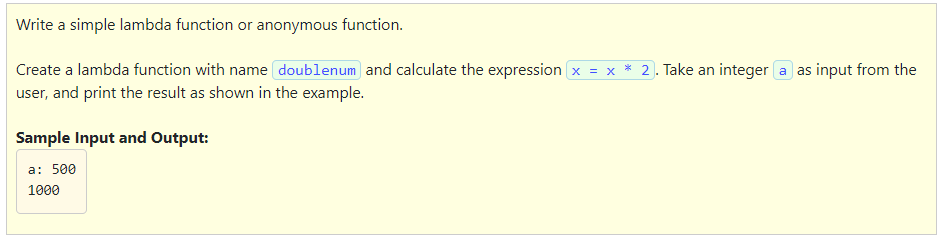 Write a simple lambda function or anonymous function.
Create a lambda function with name doublenum and calculate the expression x = x * 2. Take an integer a as input from the
user, and print the result as shown in the example.
Sample Input and Output:
a: 500
1000